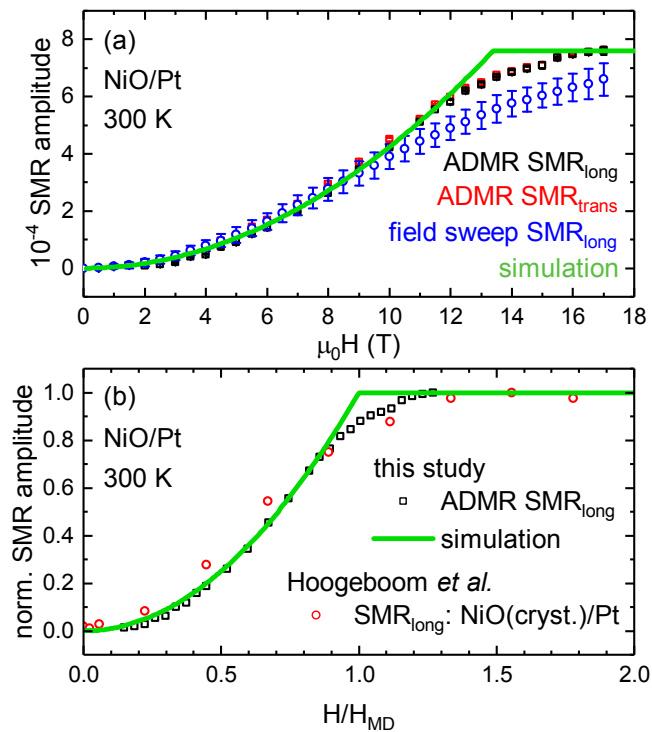 (a)
NiO/Pt
300 K
ADMR SMR_long
ADMR SMR_trans
field sweep SMR_long
simulation
10⁻⁴ SMR amplitude
8
6
4
2
0
0 2 4 6 8 10 12 14 16 18
μ₀H (T)
(b)
NiO/Pt
300 K
this study
ADMR SMR_long
simulation
Hoogeboom et al.
SMR_long: NiO(cryst.)/Pt
norm. SMR amplitude
1.0
0.8
0.6
0.4
0.2
0.0
0.0 0.5 1.0 1.5 2.0
H/H_MD